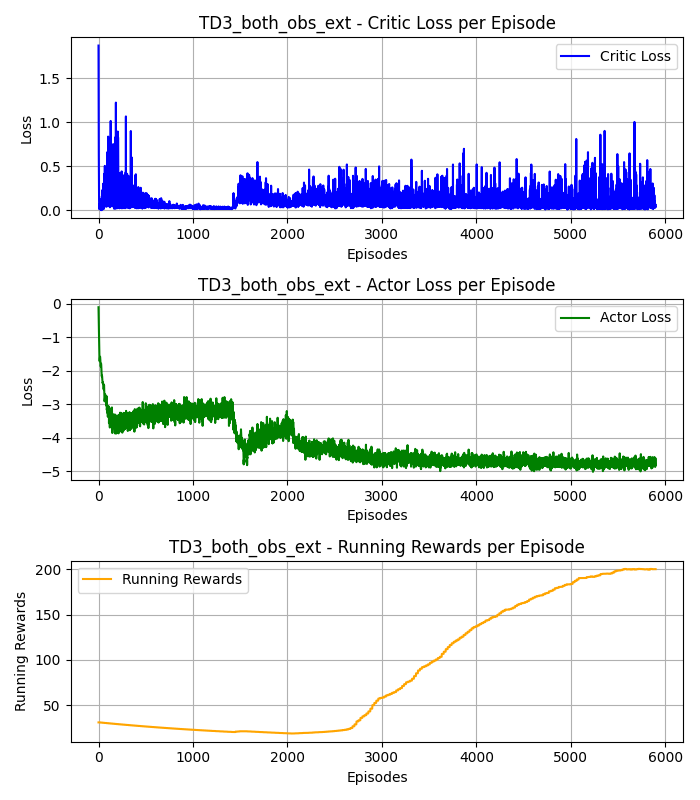 TD3_both_obs_ext - Critic Loss per Episode
Critic Loss
Loss
1.5
1.0
0.5
0.0
0 1000 2000 3000 4000 5000 6000
Episodes
TD3_both_obs_ext - Actor Loss per Episode
Actor Loss
Loss
0
−1
−2
−3
−4
−5
0 1000 2000 3000 4000 5000 6000
Episodes
TD3_both_obs_ext - Running Rewards per Episode
Running Rewards
Running Rewards
200
150
100
50
0 1000 2000 3000 4000 5000 6000
Episodes